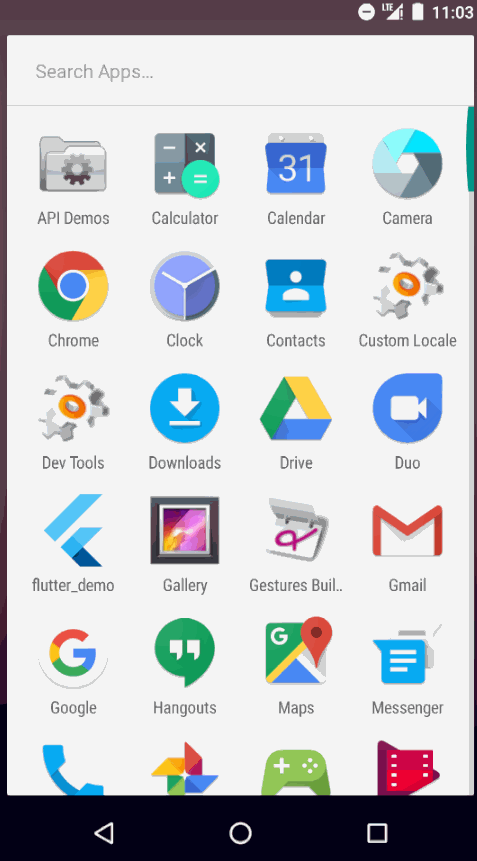 LTE 11:03
Search Apps...
31
API Demos Calculator Calendar Camera
Chrome Clock Contacts Custom Locale
Dev Tools Downloads Drive Duo
flutter_demo Gallery Gestures Buil.. Gmail
G G
Google Hangouts Maps Messenger